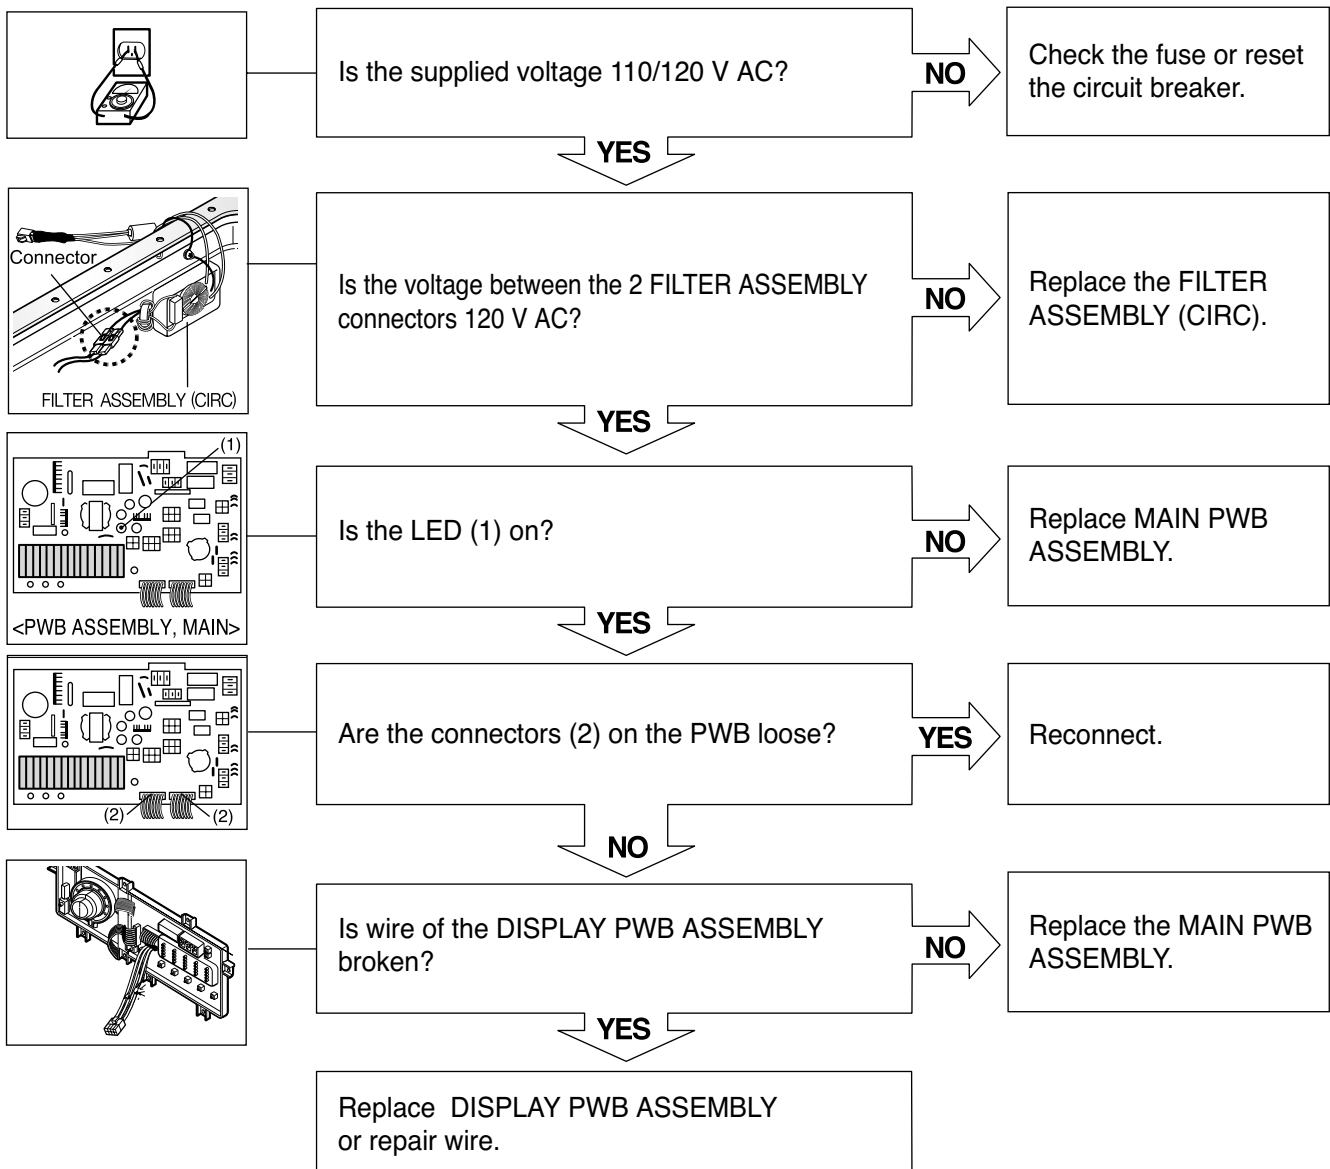 Is the supplied voltage 110/120 V AC?
NO
Check the fuse or reset
the circuit breaker.
YES
Connector
FILTER ASSEMBLY (CIRC)
Is the voltage between the 2 FILTER ASSEMBLY
connectors 120 V AC?
NO
Replace the FILTER
ASSEMBLY (CIRC).
YES
(1)
<PWB ASSEMBLY, MAIN>
Is the LED (1) on?
NO
Replace MAIN PWB
ASSEMBLY.
YES
(2)
(2)
Are the connectors (2) on the PWB loose?
YES
Reconnect.
NO
Is wire of the DISPLAY PWB ASSEMBLY
broken?
NO
Replace the MAIN PWB
ASSEMBLY.
YES
Replace DISPLAY PWB ASSEMBLY
or repair wire.